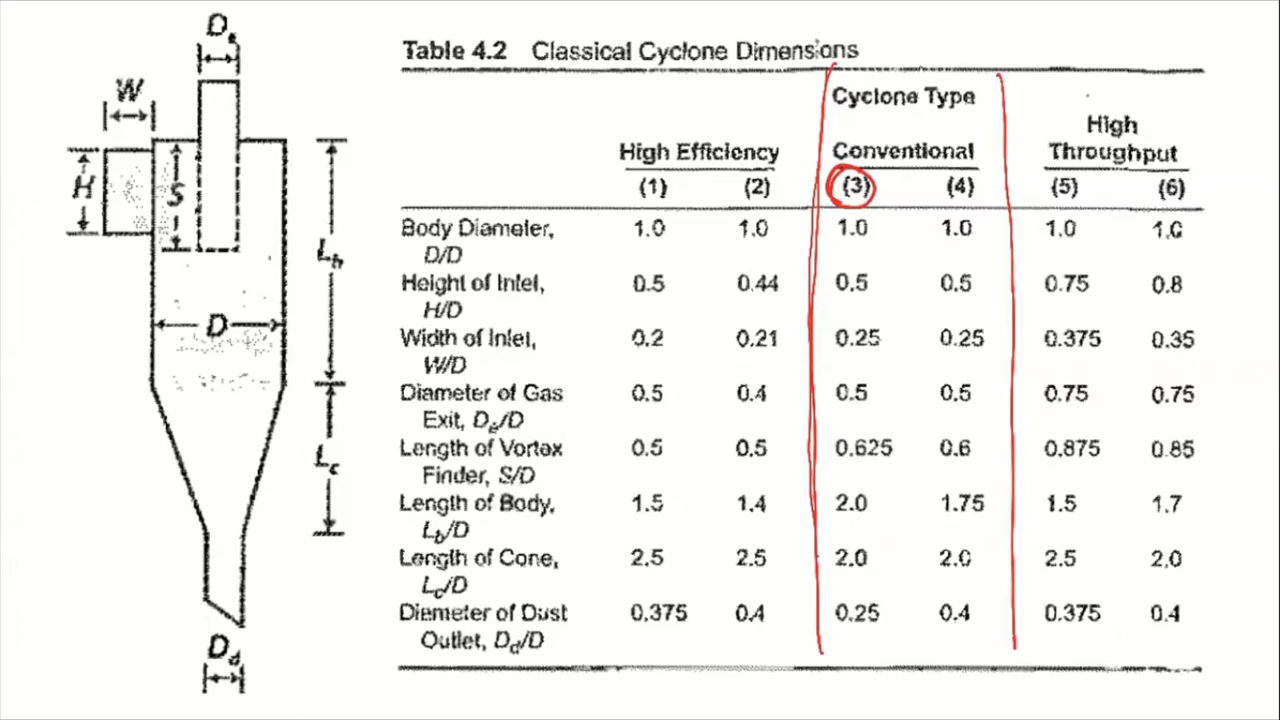 D_e
W
H
S
L_b
D
L_c
D_d
Table 4.2 Classical Cyclone Dimensions
Cyclone Type
High Efficiency Conventional High Throughput
(1) (2) (3) (4) (5) (6)
Body Diameter, D/D 1.0 1.0 1.0 1.0 1.0 1.0
Height of Inlet, H/D 0.5 0.44 0.5 0.5 0.75 0.8
Width of Inlet, W/D 0.2 0.21 0.25 0.25 0.375 0.35
Diameter of Gas Exit, D_e/D 0.5 0.4 0.5 0.5 0.75 0.75
Length of Vortex Finder, S/D 0.5 0.5 0.625 0.6 0.875 0.85
Length of Body, L_b/D 1.5 1.4 2.0 1.75 1.5 1.7
Length of Cone, L_c/D 2.5 2.5 2.0 2.0 2.5 2.0
Diemeter of Dust Outlet, D_d/D 0.375 0.4 0.25 0.4 0.375 0.4